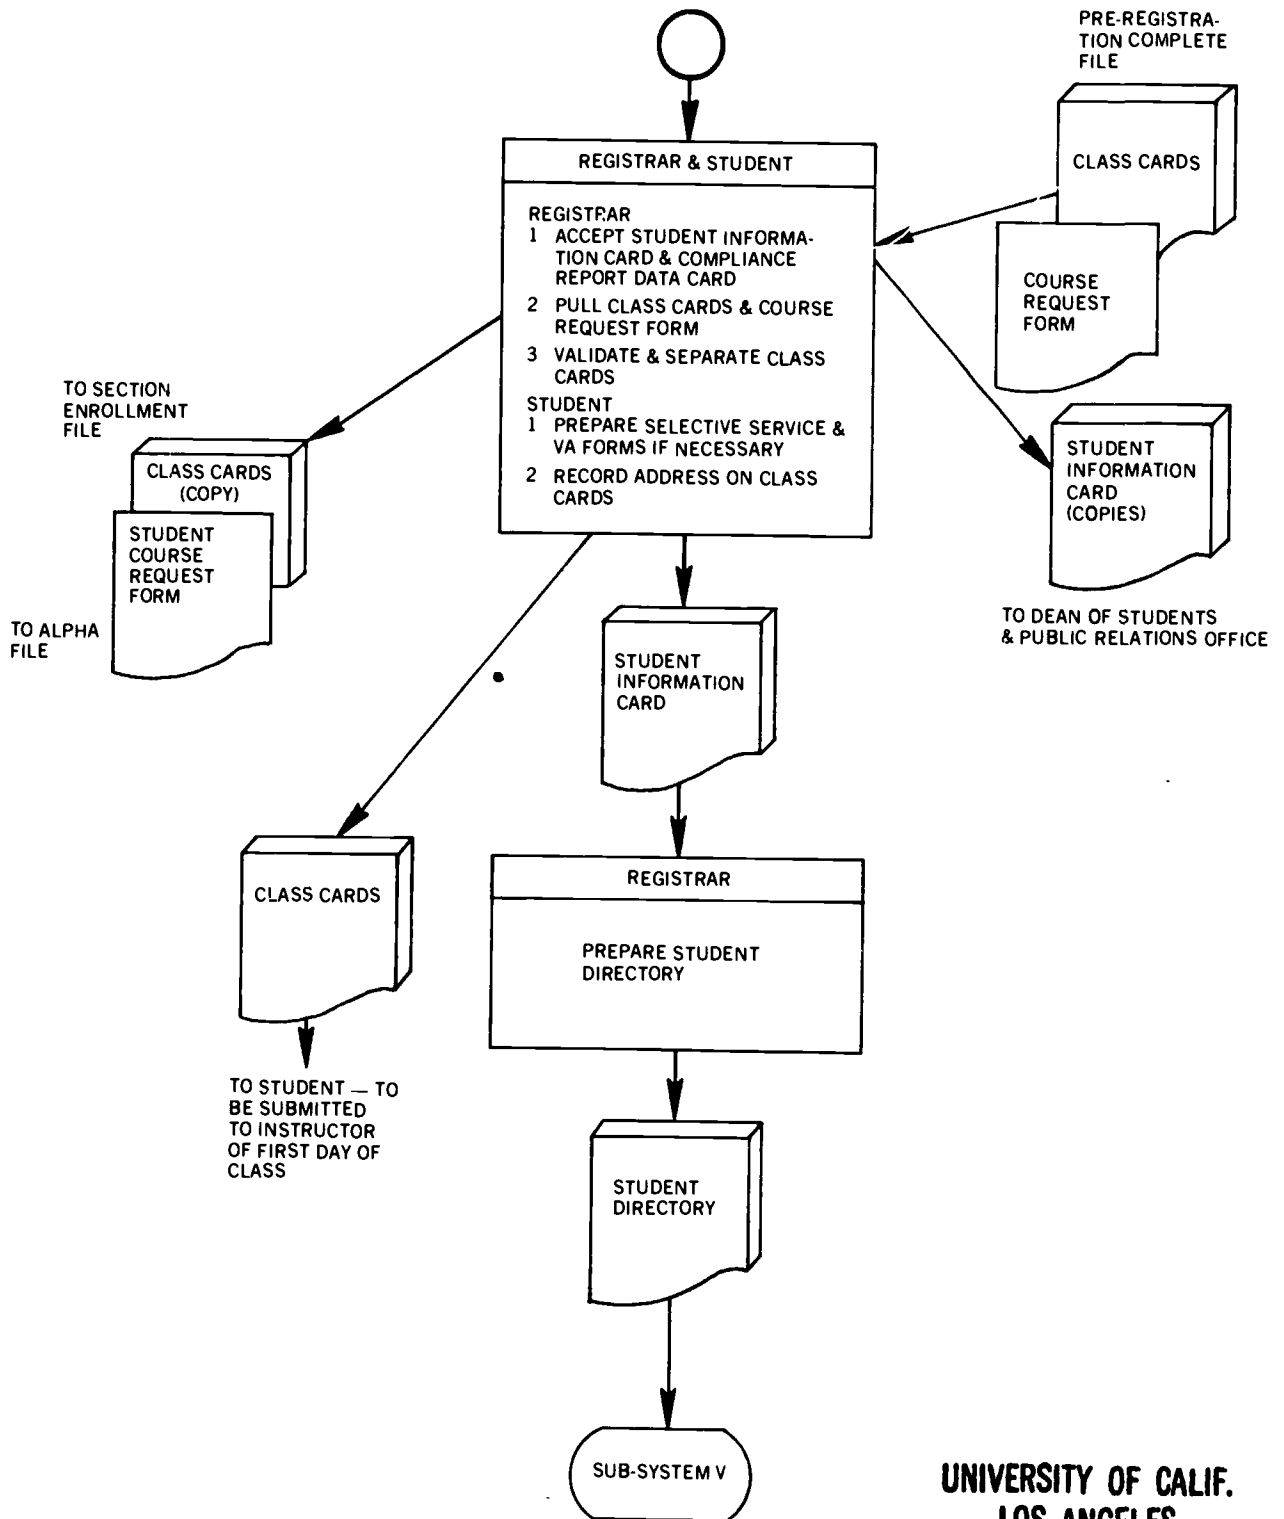 PRE-REGISTRA-
TION COMPLETE
FILE
CLASS CARDS
COURSE
REQUEST
FORM
REGISTRAR & STUDENT
REGISTRAR
1 ACCEPT STUDENT INFORMA-
TION CARD & COMPLIANCE
REPORT DATA CARD
2 PULL CLASS CARDS & COURSE
REQUEST FORM
3 VALIDATE & SEPARATE CLASS
CARDS
STUDENT
1 PREPARE SELECTIVE SERVICE &
VA FORMS IF NECESSARY
2 RECORD ADDRESS ON CLASS
CARDS
TO SECTION
ENROLLMENT
FILE
CLASS CARDS
(COPY)
STUDENT
COURSE
REQUEST
FORM
TO ALPHA
FILE
STUDENT
INFORMATION
CARD
(COPIES)
TO DEAN OF STUDENTS
& PUBLIC RELATIONS OFFICE
STUDENT
INFORMATION
CARD
CLASS CARDS
TO STUDENT — TO
BE SUBMITTED
TO INSTRUCTOR
OF FIRST DAY OF
CLASS
REGISTRAR
PREPARE STUDENT
DIRECTORY
STUDENT
DIRECTORY
SUB-SYSTEM V
UNIVERSITY OF CALIF.
LOS ANGELES